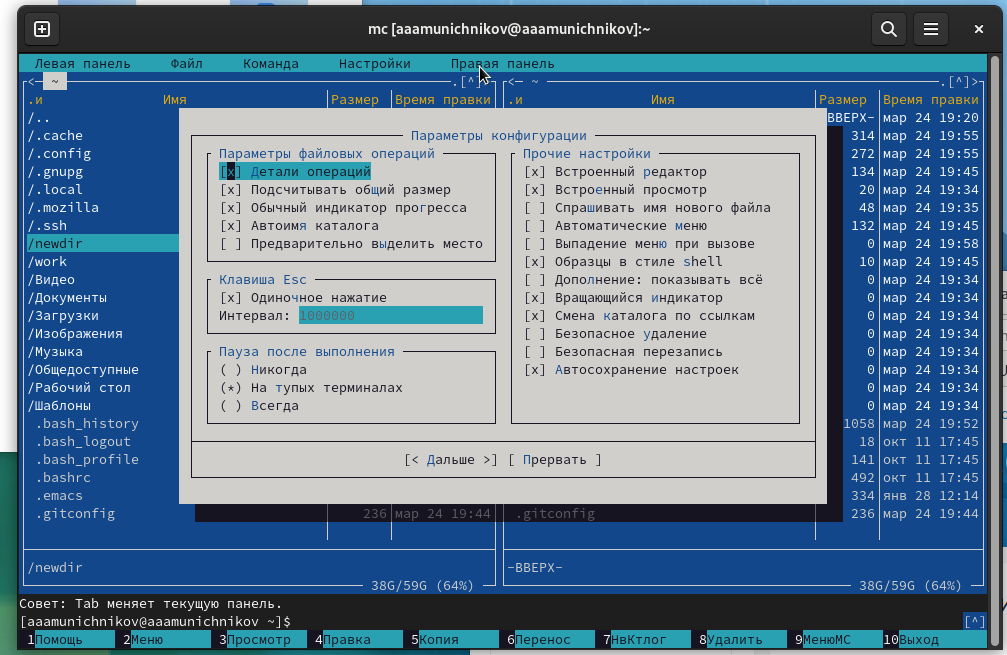 mc [aaamunichnikov@aaamunichnikov]:~
Левая панель Файл Команда Настройки Правая панель
<─ ~ .[^]> <─ ~ .[^]>
.и Имя Размер Время правки .и Имя Размер Время правки
/.. -ВВЕРХ- мар 24 19:20
/.cache Параметры конфигурации 314 мар 24 19:55
/.config Параметры файловых операций Прочие настройки 272 мар 24 19:55
/.gnupg [x] Детали операций [x] Встроенный редактор 134 мар 24 19:45
/.local [x] Подсчитывать общий размер [x] Встроенный просмотр 20 мар 24 19:34
/.mozilla [x] Обычный индикатор прогресса [ ] Спрашивать имя нового файла 48 мар 24 19:35
/.ssh [x] Автоимя каталога [ ] Автоматические меню 132 мар 24 19:45
/newdir [ ] Предварительно выделить место [ ] Выпадение меню при вызове 0 мар 24 19:58
/work [x] Образцы в стиле shell 10 мар 24 19:45
/Видео Клавиша Esc [ ] Дополнение: показывать всё 0 мар 24 19:34
/Документы [x] Одиночное нажатие [x] Вращающийся индикатор 0 мар 24 19:34
/Загрузки Интервал: 1000000 [x] Смена каталога по ссылкам 0 мар 24 19:34
/Изображения [ ] Безопасное удаление 0 мар 24 19:34
/Музыка Пауза после выполнения [ ] Безопасная перезапись 0 мар 24 19:34
/Общедоступные ( ) Никогда [x] Автосохранение настроек 0 мар 24 19:34
/Рабочий стол (*) На тупых терминалах 0 мар 24 19:34
/Шаблоны ( ) Всегда 0 мар 24 19:34
.bash_history 1058 мар 24 19:52
.bash_logout 18 окт 11 17:45
.bash_profile [< Дальше >] [ Прервать ] 141 окт 11 17:45
.bashrc 492 окт 11 17:45
.emacs 334 янв 28 12:14
.gitconfig 236 мар 24 19:44 .gitconfig 236 мар 24 19:44
/newdir -ВВЕРХ-
38G/59G (64%) 38G/59G (64%)
Совет: Tab меняет текущую панель.
[aaamunichnikov@aaamunichnikov ~]$ [^]
1Помощь 2Меню 3Просмотр 4Правка 5Копия 6Перенос 7НвКтлог 8Удалить 9МенюМС 10Выход